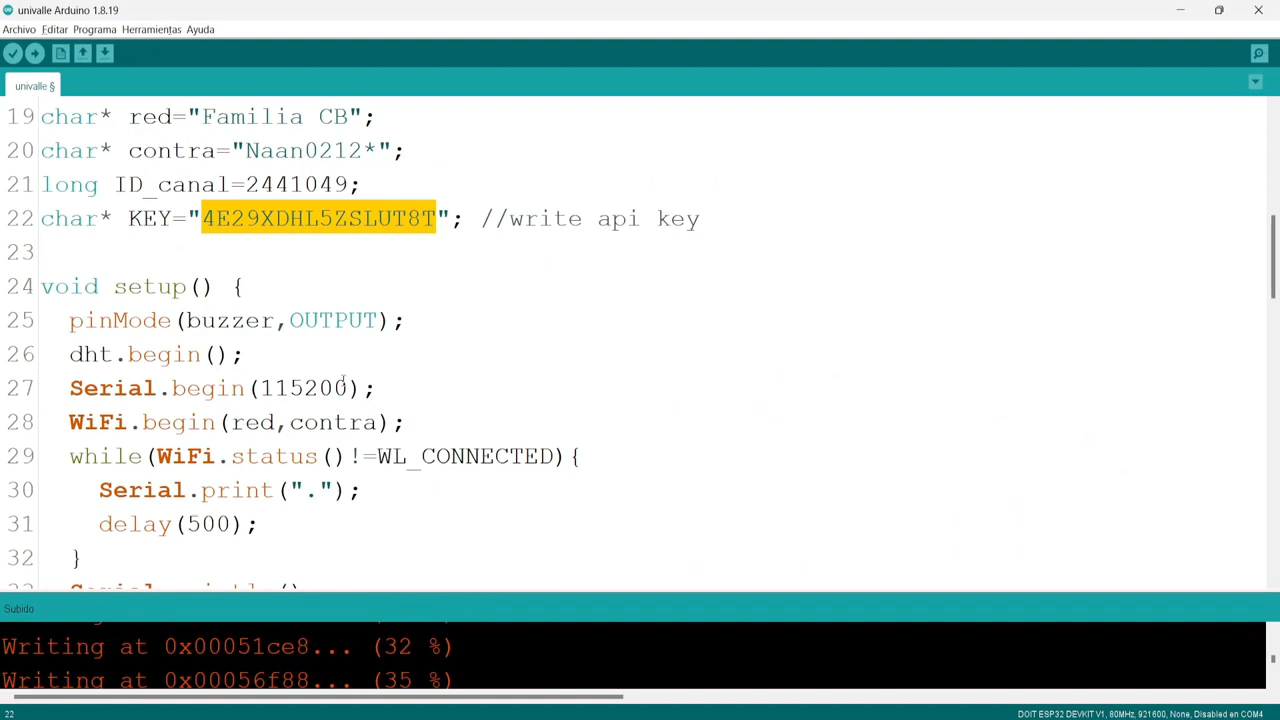 univalle Arduino 1.8.19
Archivo Editar Programa Herramientas Ayuda
univalle §
19 char* red="Familia CB";
20 char* contra="Naan0212*";
21 long ID_canal=2441049;
22 char* KEY="4E29XDHL5ZSLUT8T"; //write api key
23
24 void setup() {
25 pinMode(buzzer,OUTPUT);
26 dht.begin();
27 Serial.begin(115200);
28 WiFi.begin(red,contra);
29 while(WiFi.status()!=WL_CONNECTED){
30 Serial.print(".");
31 delay(500);
32 }
Subido
Writing at 0x00051ce8... (32 %)
Writing at 0x00056f88... (35 %)
22 DOIT ESP32 DEVKIT V1, 80MHz, 921600, None, Disabled en COM4